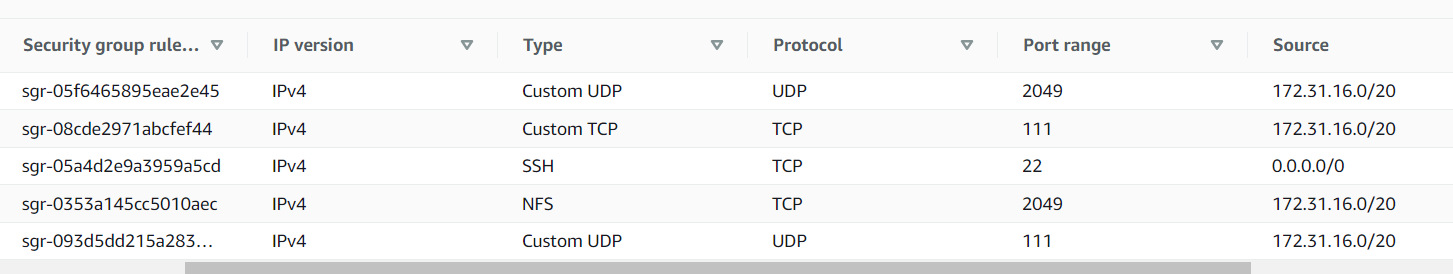 Security group rule... IP version Type Protocol Port range Source
sgr-05f6465895eae2e45 IPv4 Custom UDP UDP 2049 172.31.16.0/20
sgr-08cde2971abcfef44 IPv4 Custom TCP TCP 111 172.31.16.0/20
sgr-05a4d2e9a3959a5cd IPv4 SSH TCP 22 0.0.0.0/0
sgr-0353a145cc5010aec IPv4 NFS TCP 2049 172.31.16.0/20
sgr-093d5dd215a283... IPv4 Custom UDP UDP 111 172.31.16.0/20